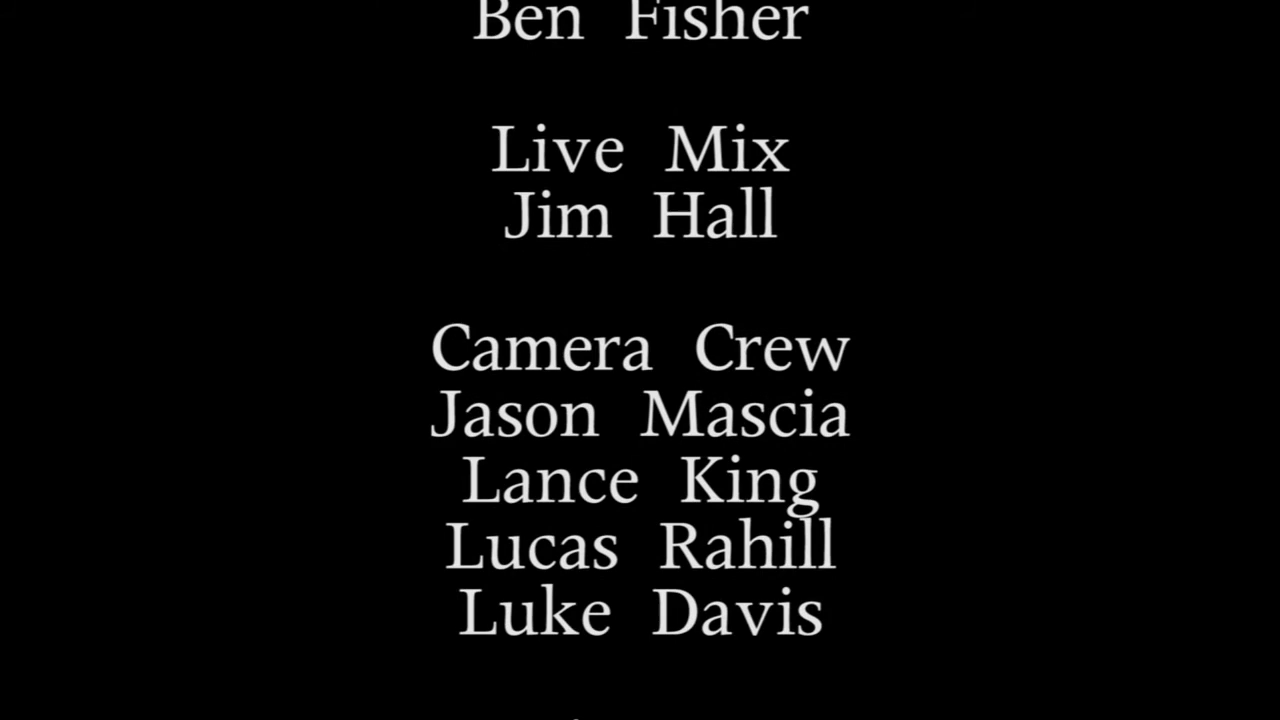 Ben Fisher
Live Mix
Jim Hall
Camera Crew
Jason Mascia
Lance King
Lucas Rahill
Luke Davis